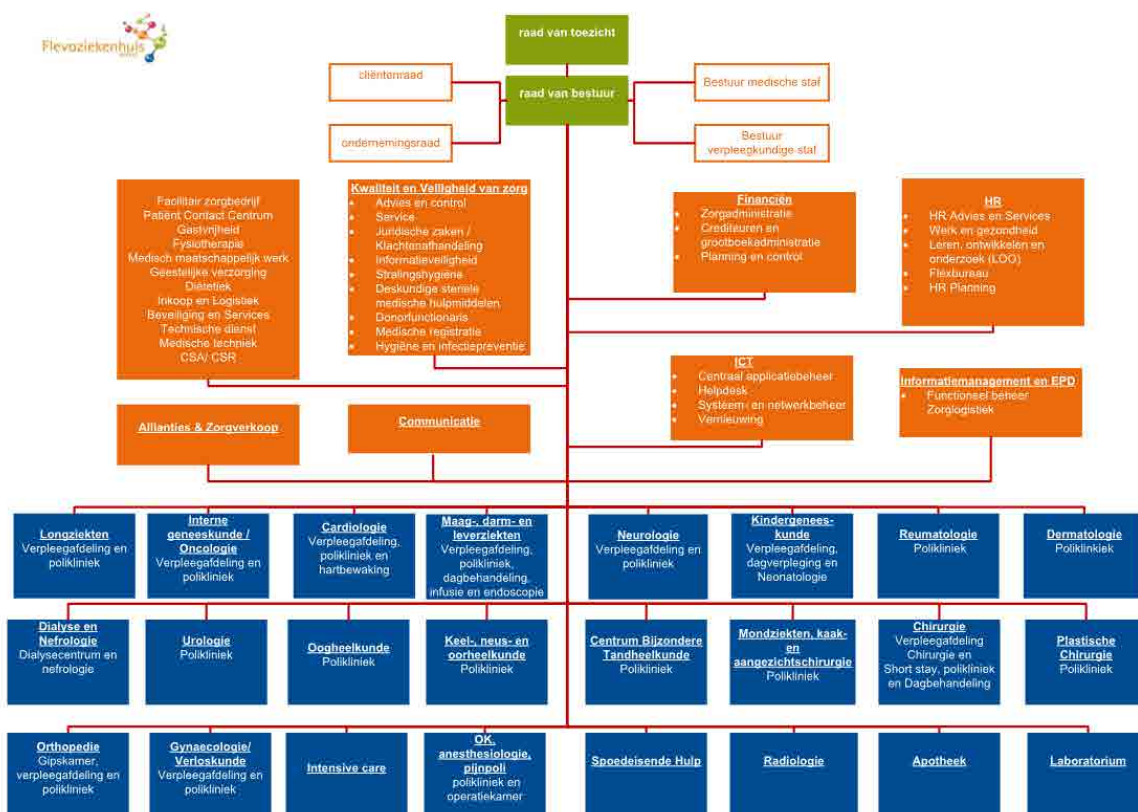 Flevoziekenhuis
raad van toezicht
cliëntenraad
raad van bestuur
Bestuur medische staf
ondernemingsraad
Bestuur
verpleegkundige staf
Facilitair zorgbedrijf
Patiënt Contact Centrum
Gastvrijheid
Fysiotherapie
Medisch maatschappelijk werk
Geestelijke verzorging
Diëtetiek
Inkoop en Logistiek
Beveiliging en Services
Technische dienst
Medische techniek
CSA/ CSR
Kwaliteit en Veiligheid van zorg
• Advies en control
• Service
• Juridische zaken /
Klachtenafhandeling
• Informatieveiligheid
• Stralingshygiëne
• Deskundige steriele
medische hulpmiddelen
• Donorfunctionaris
• Medische registratie
• Hygiëne en infectiepreventie
Financiën
• Zorgadministratie
• Crediteuren en
grootboekadministratie
• Planning en control
HR
• HR Advies en Services
• Werk en gezondheid
• Leren, ontwikkelen en
onderzoek (LOO)
• Flexbureau
• HR Planning
Allianties & Zorgverkoop
Communicatie
ICT
• Centraal applicatiebeheer
• Helpdesk
• Systeem- en netwerkbeheer
• Vernieuwing
Informatiemanagement en EPD
• Functioneel beheer
Zorglogistiek
Longziekten
Verpleegafdeling en
polikliniek
Interne
geneeskunde /
Oncologie
Verpleegafdeling en
polikliniek
Cardiologie
Verpleegafdeling,
polikliniek en
hartbewaking
Maag-, darm- en
leverziekten
Verpleegafdeling,
polikliniek,
dagbehandeling,
infusie en endoscopie
Neurologie
Verpleegafdeling en
polikliniek
Kindergenees-
kunde
Verpleegafdeling,
dagverpleging en
Neonatologie
Reumatologie
Polikliniek
Dermatologie
Poliklinkiek
Dialyse en
Nefrologie
Dialysecentrum en
nefrologie
Urologie
Polikliniek
Oogheelkunde
Polikliniek
Keel-, neus- en
oorheelkunde
Polikliniek
Centrum Bijzondere
Tandheelkunde
Polikliniek
Mondziekten, kaak-
en
aangezichtschirurgie
Polikliniek
Chirurgie
Verpleegafdeling
Chirurgie en
Short stay, polikliniek
en Dagbehandeling
Plastische
Chirurgie
Polikliniek
Orthopedie
Gipskamer,
verpleegafdeling en
polikliniek
Gynaecologie/
Verloskunde
Verpleegafdeling en
polikliniek
Intensive care
OK,
anesthesiologie,
pijnpoli
polikliniek en
operatiekamer
Spoedeisende Hulp
Radiologie
Apotheek
Laboratorium